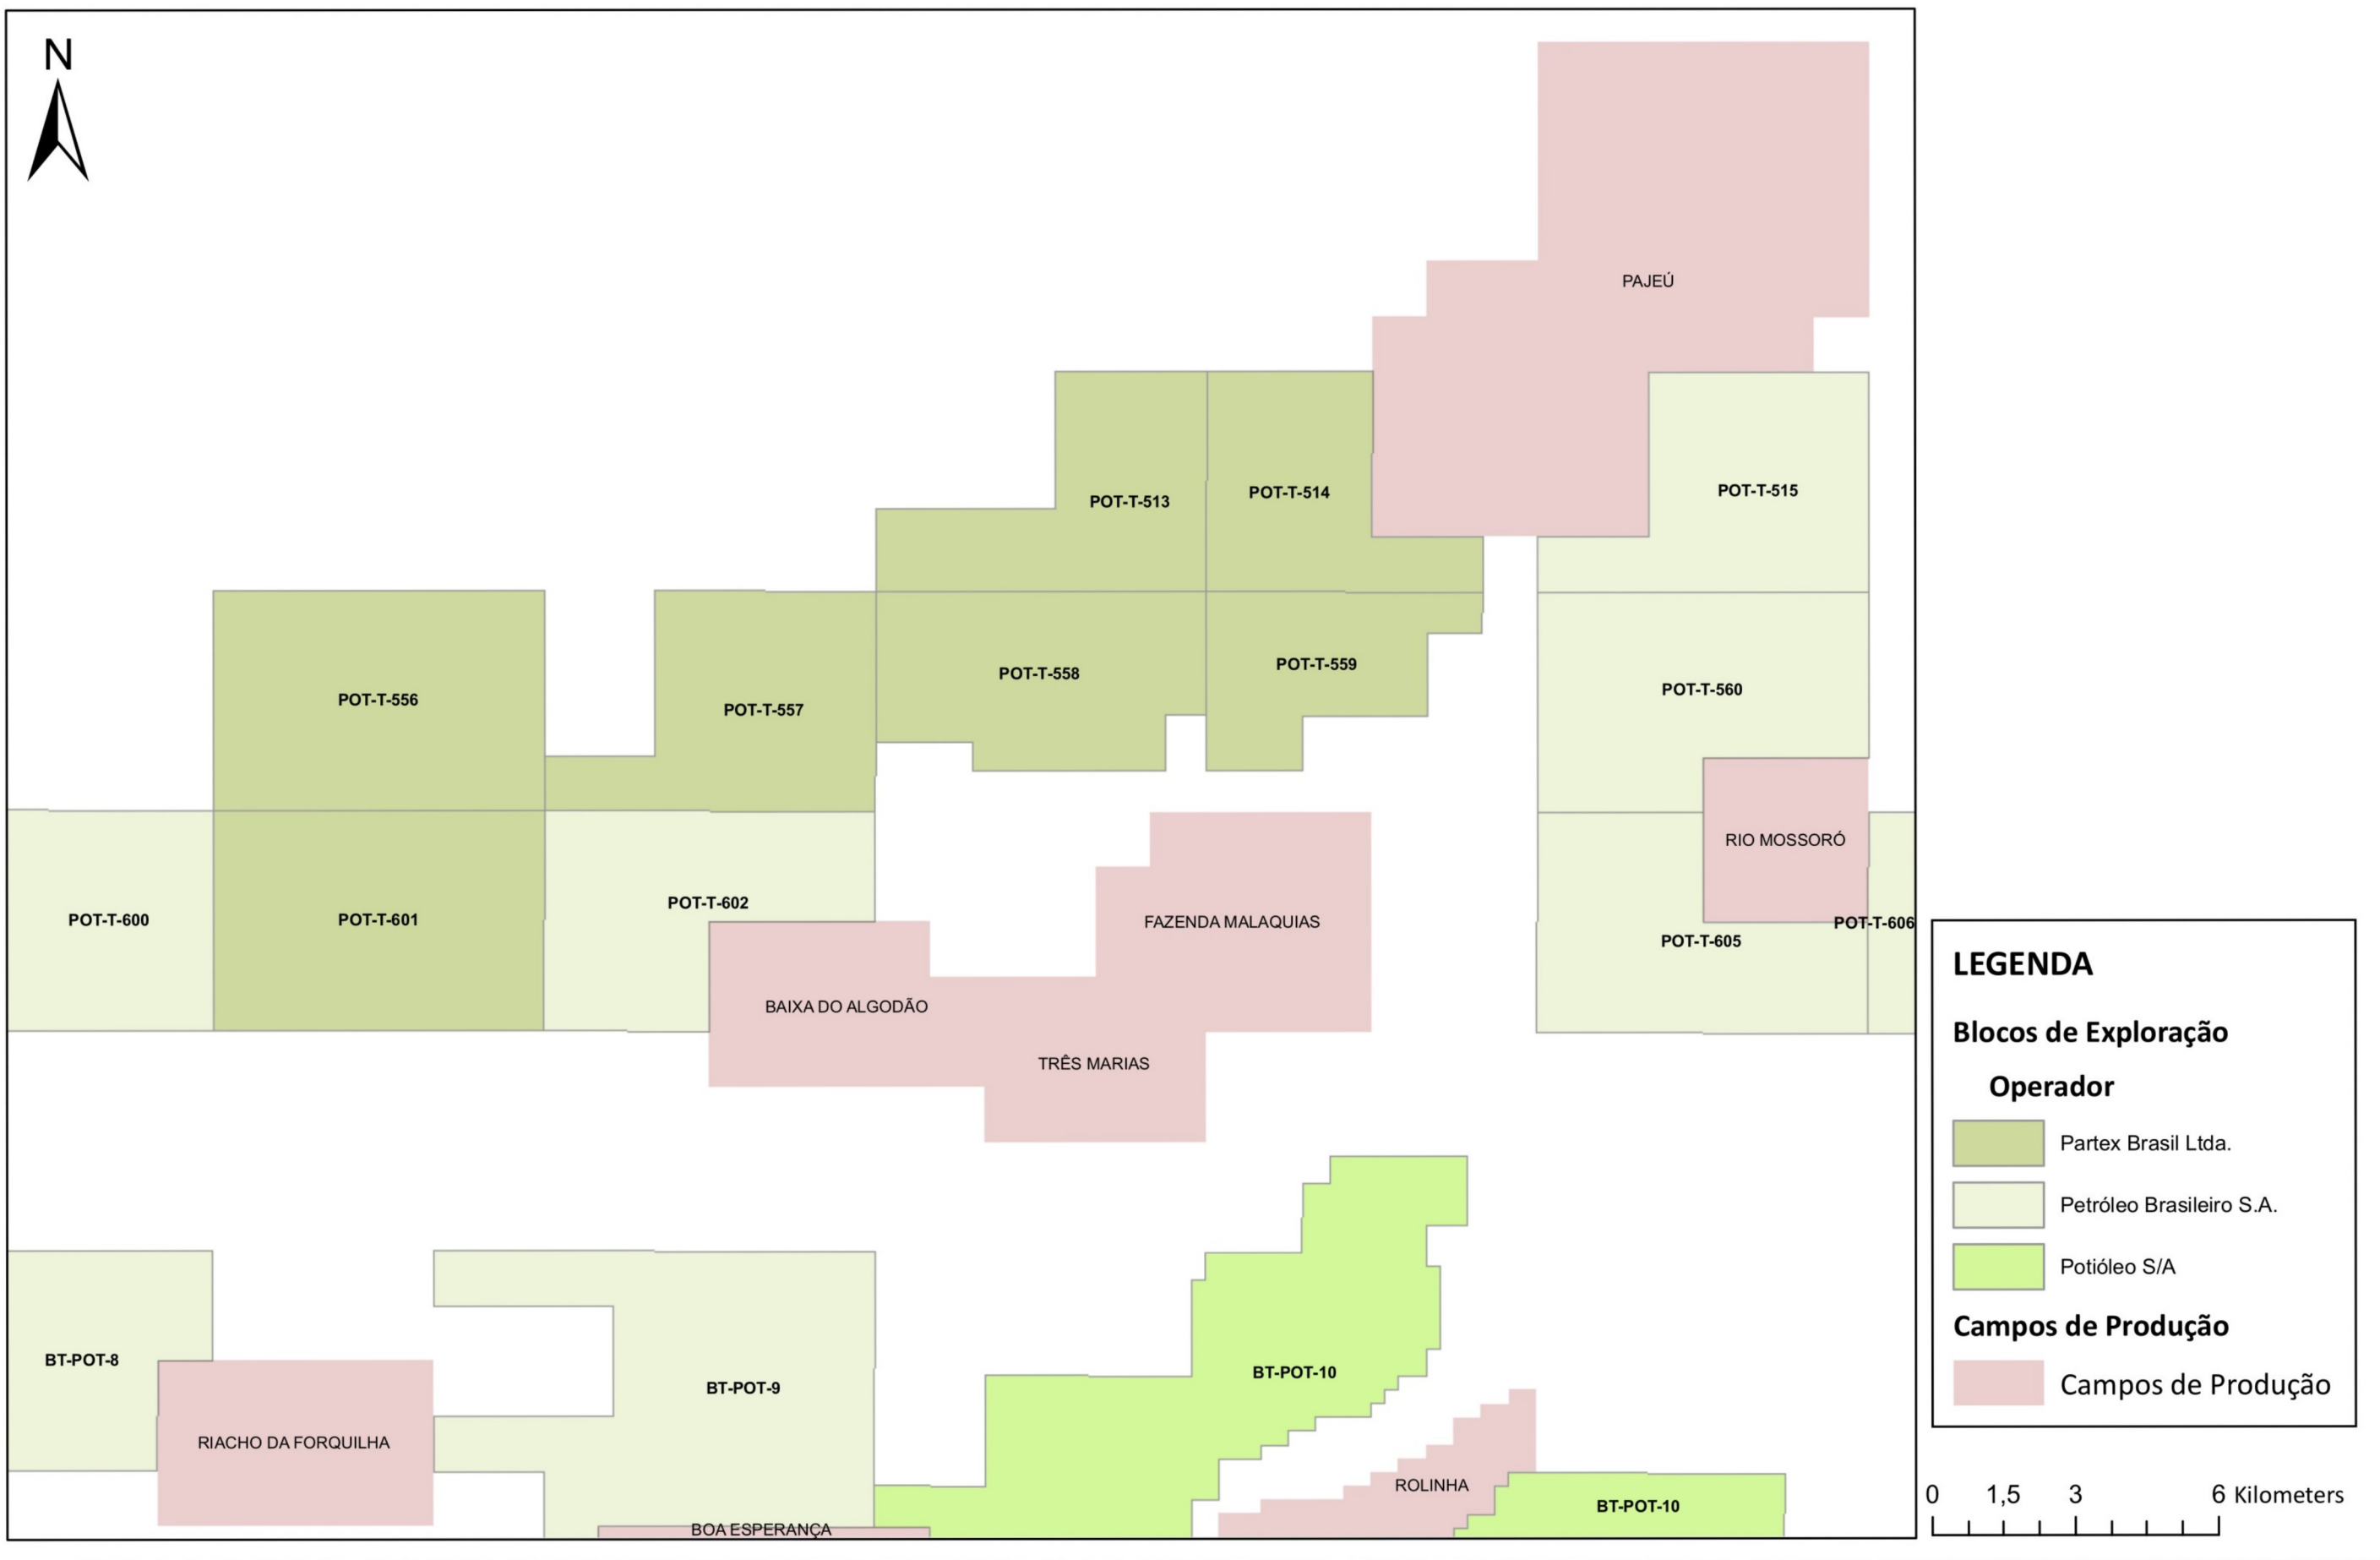 N
PAJEÚ
POT-T-513
POT-T-514
POT-T-515
POT-T-556
POT-T-557
POT-T-558
POT-T-559
POT-T-560
RIO MOSSORÓ
POT-T-600
POT-T-601
POT-T-602
FAZENDA MALAQUIAS
POT-T-605
POT-T-606
BAIXA DO ALGODÃO
TRÊS MARIAS
BT-POT-8
BT-POT-9
BT-POT-10
RIACHO DA FORQUILHA
ROLINHA
BT-POT-10
BOA ESPERANÇA
LEGENDA
Blocos de Exploração
Operador
Partex Brasil Ltda.
Petróleo Brasileiro S.A.
Potióleo S/A
Campos de Produção
Campos de Produção
0 1,5 3 6 Kilometers